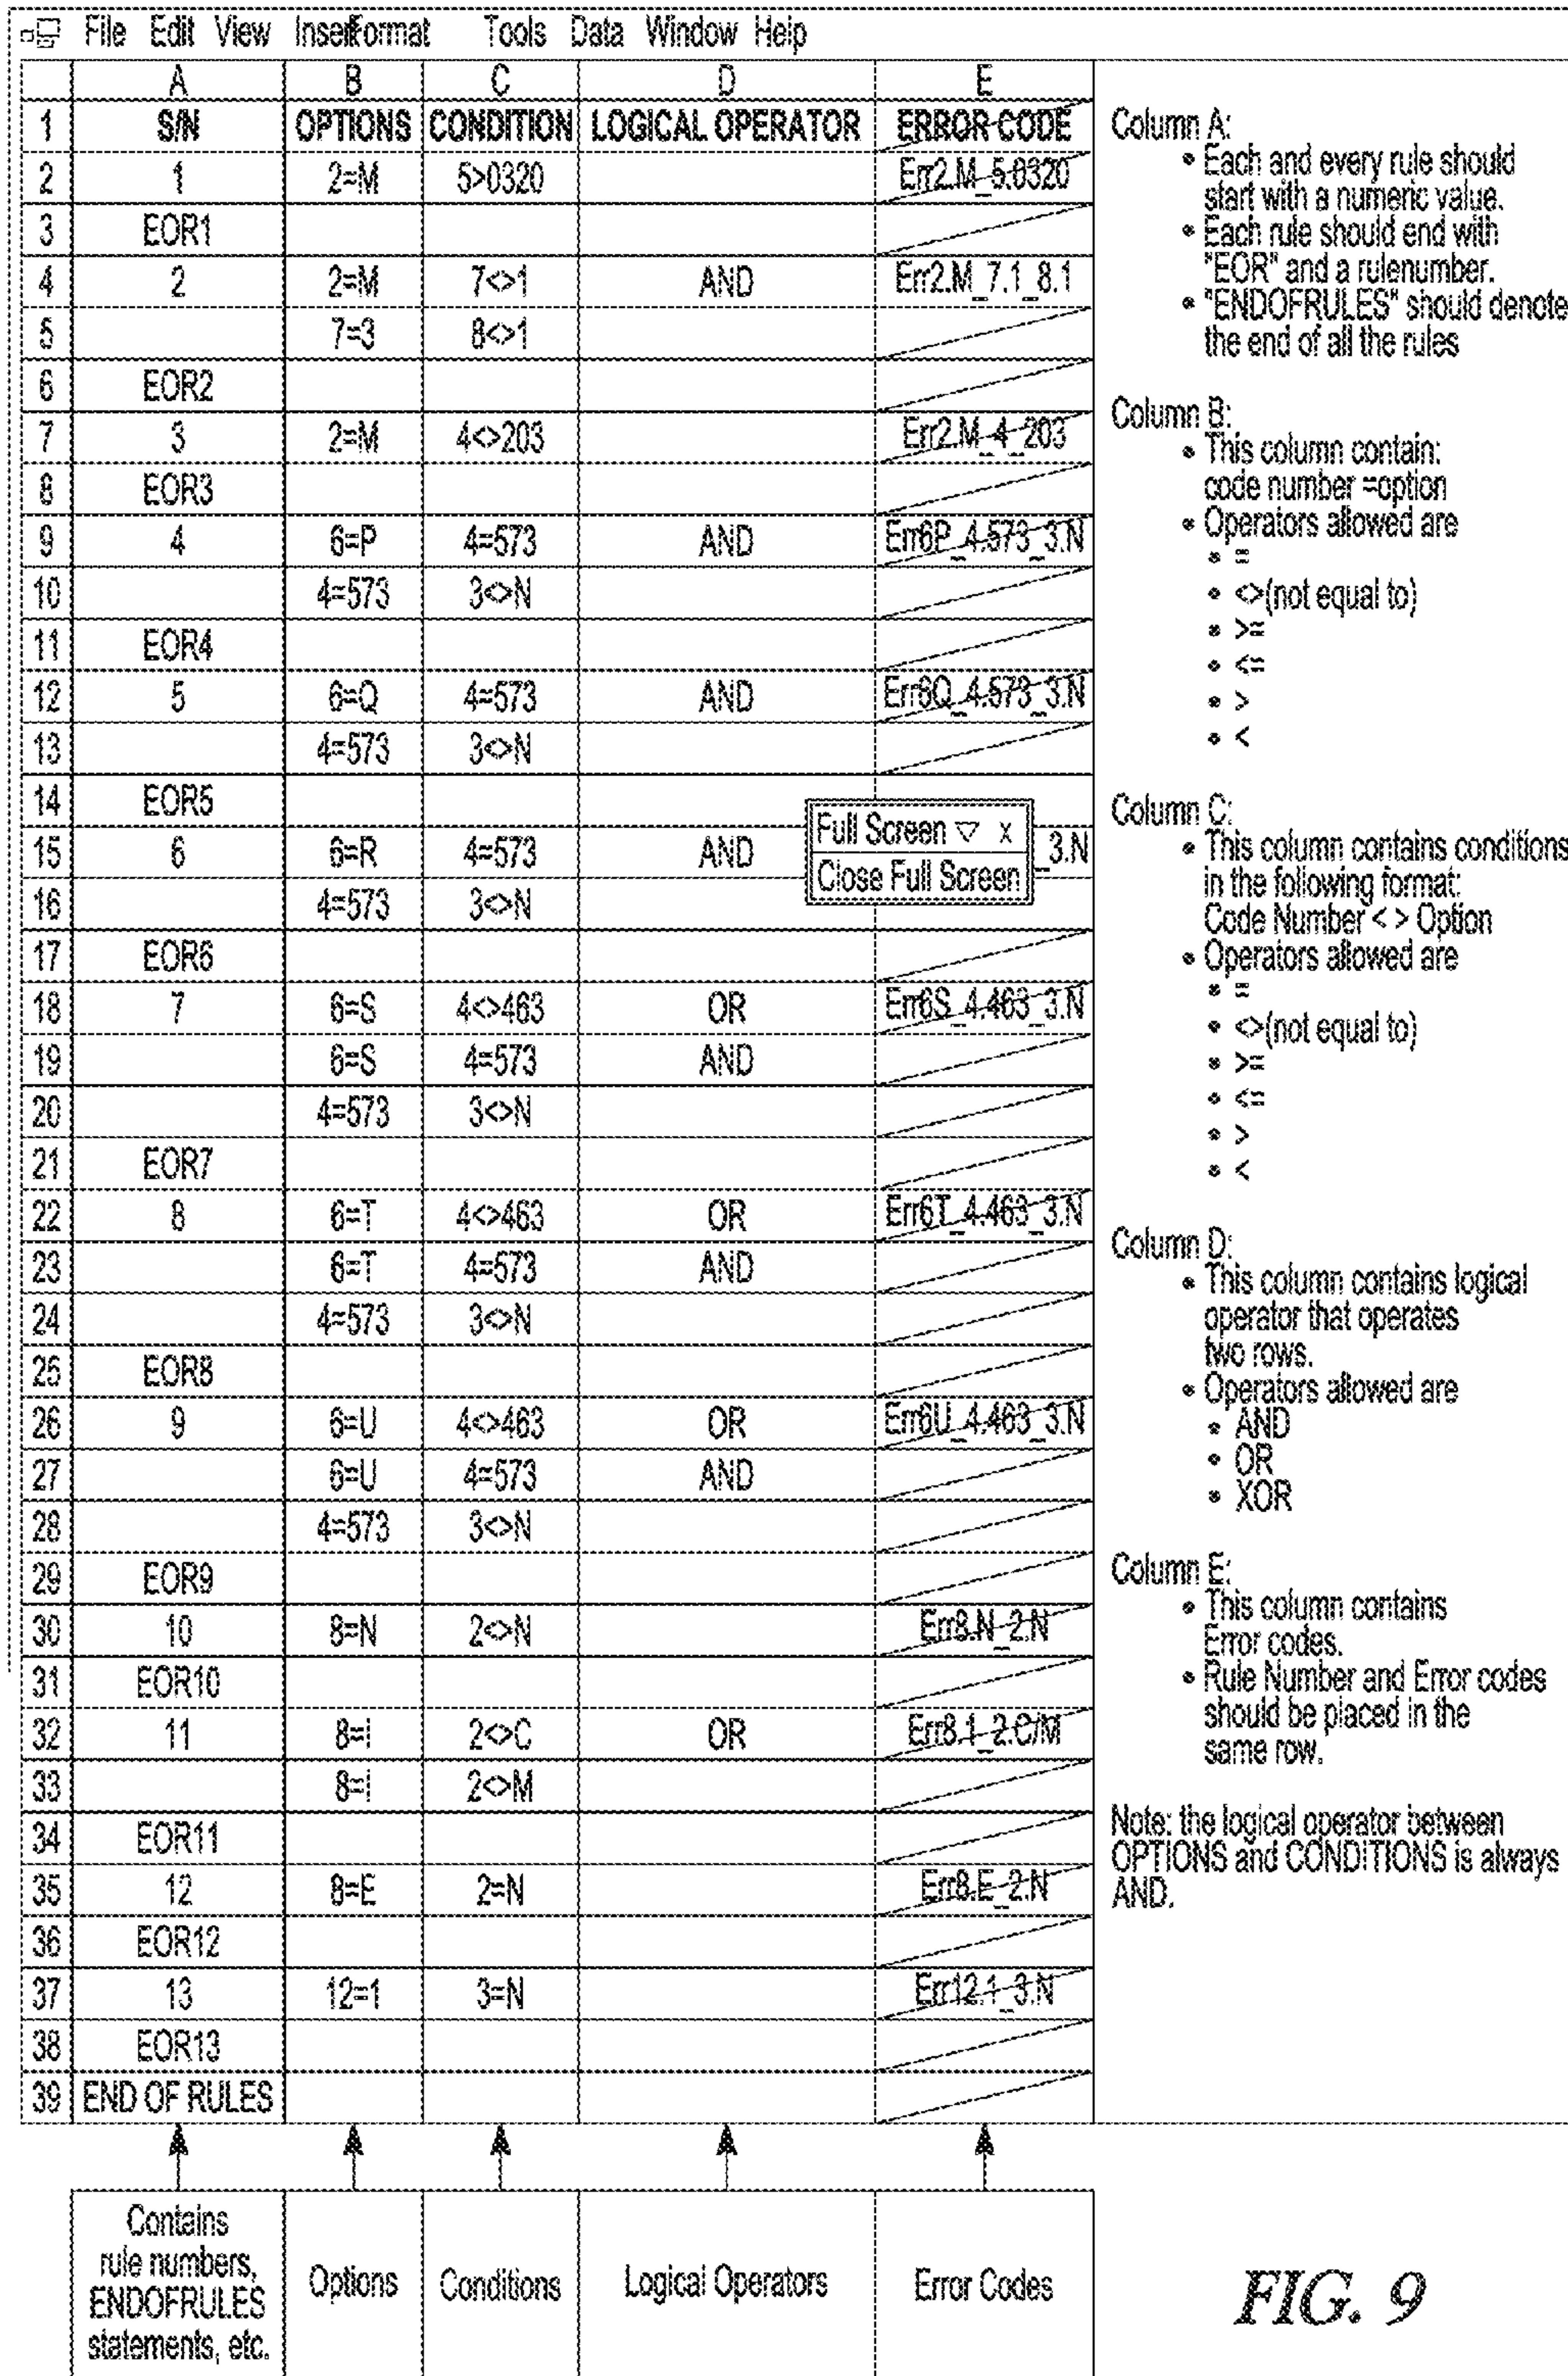 File Edit View Insert Format Tools Data Window Help
A B C D E
1 S/N OPTIONS CONDITION LOGICAL OPERATOR ERROR CODE
2 1 2=M 5>0320 Err2.M_5.0320
3 EOR1
4 2 2=M 7<>1 AND Err2.M_7.1_8.1
5 7=3 8<>1
6 EOR2
7 3 2=M 4<>203 Err2.M_4_203
8 EOR3
9 4 6=P 4=573 AND Err6P_4.573_3.N
10 4=573 3<>N
11 EOR4
12 5 6=Q 4=573 AND Err6Q_4.573_3.N
13 4=573 3<>N
14 EOR5
15 6 6=R 4=573 AND _3.N
Full Screen ▽ x
Close Full Screen
16 4=573 3<>N
17 EOR6
18 7 6=S 4<>463 OR Err6S_4.463_3.N
19 6=S 4=573 AND
20 4=573 3<>N
21 EOR7
22 8 6=T 4<>463 OR Err6T_4.463_3.N
23 6=T 4=573 AND
24 4=573 3<>N
25 EOR8
26 9 6=U 4<>463 OR Err6U_4.463_3.N
27 6=U 4=573 AND
28 4=573 3<>N
29 EOR9
30 10 8=N 2<>N Err8.N_2.N
31 EOR10
32 11 8=i 2<>C OR Err8.1_2.C/M
33 8=i 2<>M
34 EOR11
35 12 8=E 2=N Err8.E_2.N
36 EOR12
37 13 12=1 3=N Err12.1_3.N
38 EOR13
39 END OF RULES
Column A:
• Each and every rule should
start with a numeric value.
• Each rule should end with
"EOR" and a rulenumber.
• "ENDOFRULES" should denote
the end of all the rules
Column B:
• This column contain:
code number =option
• Operators allowed are
• =
• <>(not equal to)
• >=
• <=
• >
• <
Column C:
• This column contains conditions
in the following format:
Code Number < > Option
• Operators allowed are
• =
• <>(not equal to)
• >=
• <=
• >
• <
Column D:
• This column contains logical
operator that operates
two rows.
• Operators allowed are
• AND
• OR
• XOR
Column E:
• This column contains
Error codes.
• Rule Number and Error codes
should be placed in the
same row.
Note: the logical operator between
OPTIONS and CONDITIONS is always
AND.
Contains
rule numbers,
ENDOFRULES
statements, etc.
Options
Conditions
Logical Operators
Error Codes
FIG. 9